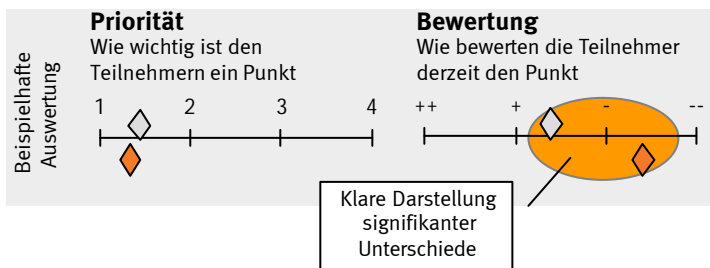 Beispielhafte
Auswertung
Priorität
Wie wichtig ist den
Teilnehmern ein Punkt
1 2 3 4
Bewertung
Wie bewerten die Teilnehmer
derzeit den Punkt
++ + - --
Klare Darstellung
signifikanter
Unterschiede